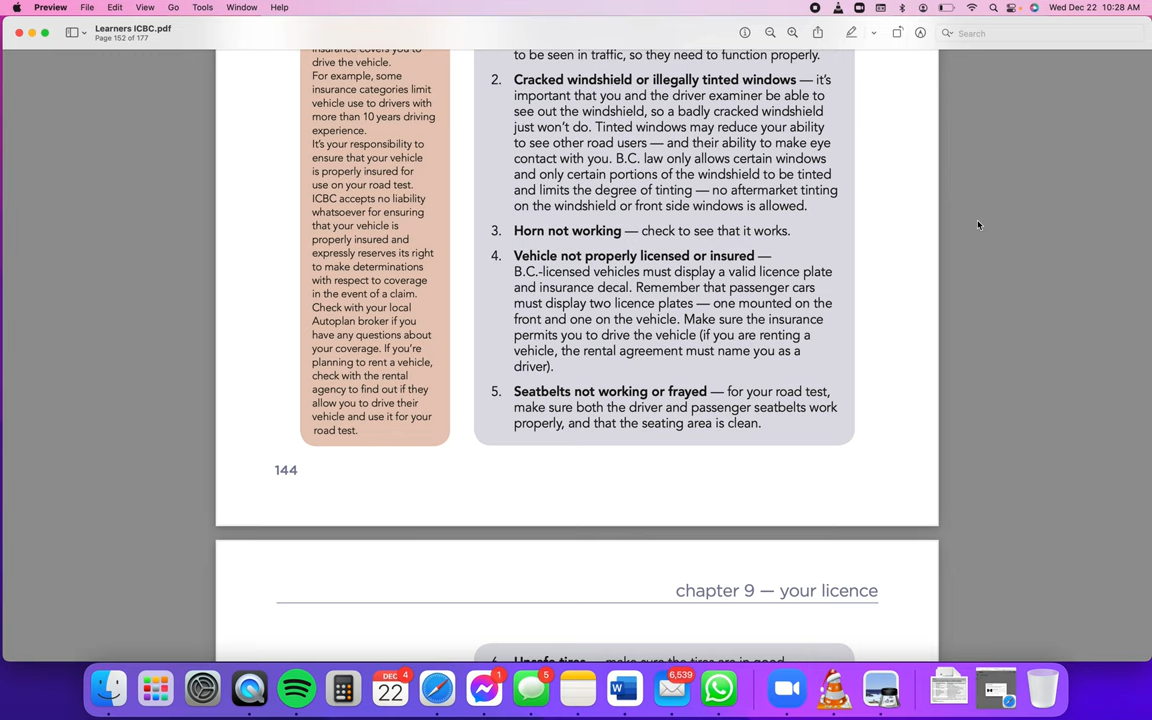 Preview File Edit View Go Tools Window Help
Wed Dec 22 10:28 AM
Learners ICBC.pdf
Page 152 of 177
Search
insurance covers you to
drive the vehicle.
For example, some
insurance categories limit
vehicle use to drivers with
more than 10 years driving
experience.
It's your responsibility to
ensure that your vehicle
is properly insured for
use on your road test.
ICBC accepts no liability
whatsoever for ensuring
that your vehicle is
properly insured and
expressly reserves its right
to make determinations
with respect to coverage
in the event of a claim.
Check with your local
Autoplan broker if you
have any questions about
your coverage. If you're
planning to rent a vehicle,
check with the rental
agency to find out if they
allow you to drive their
vehicle and use it for your
road test.
to be seen in traffic, so they need to function properly.
2. Cracked windshield or illegally tinted windows — it's
important that you and the driver examiner be able to
see out the windshield, so a badly cracked windshield
just won't do. Tinted windows may reduce your ability
to see other road users — and their ability to make eye
contact with you. B.C. law only allows certain windows
and only certain portions of the windshield to be tinted
and limits the degree of tinting — no aftermarket tinting
on the windshield or front side windows is allowed.
3. Horn not working — check to see that it works.
4. Vehicle not properly licensed or insured —
B.C.-licensed vehicles must display a valid licence plate
and insurance decal. Remember that passenger cars
must display two licence plates — one mounted on the
front and one on the vehicle. Make sure the insurance
permits you to drive the vehicle (if you are renting a
vehicle, the rental agreement must name you as a
driver).
5. Seatbelts not working or frayed — for your road test,
make sure both the driver and passenger seatbelts work
properly, and that the seating area is clean.
144
chapter 9 — your licence
6. Unsafe tires — make sure the tires are in good
DEC
22
4
1
5
6,539